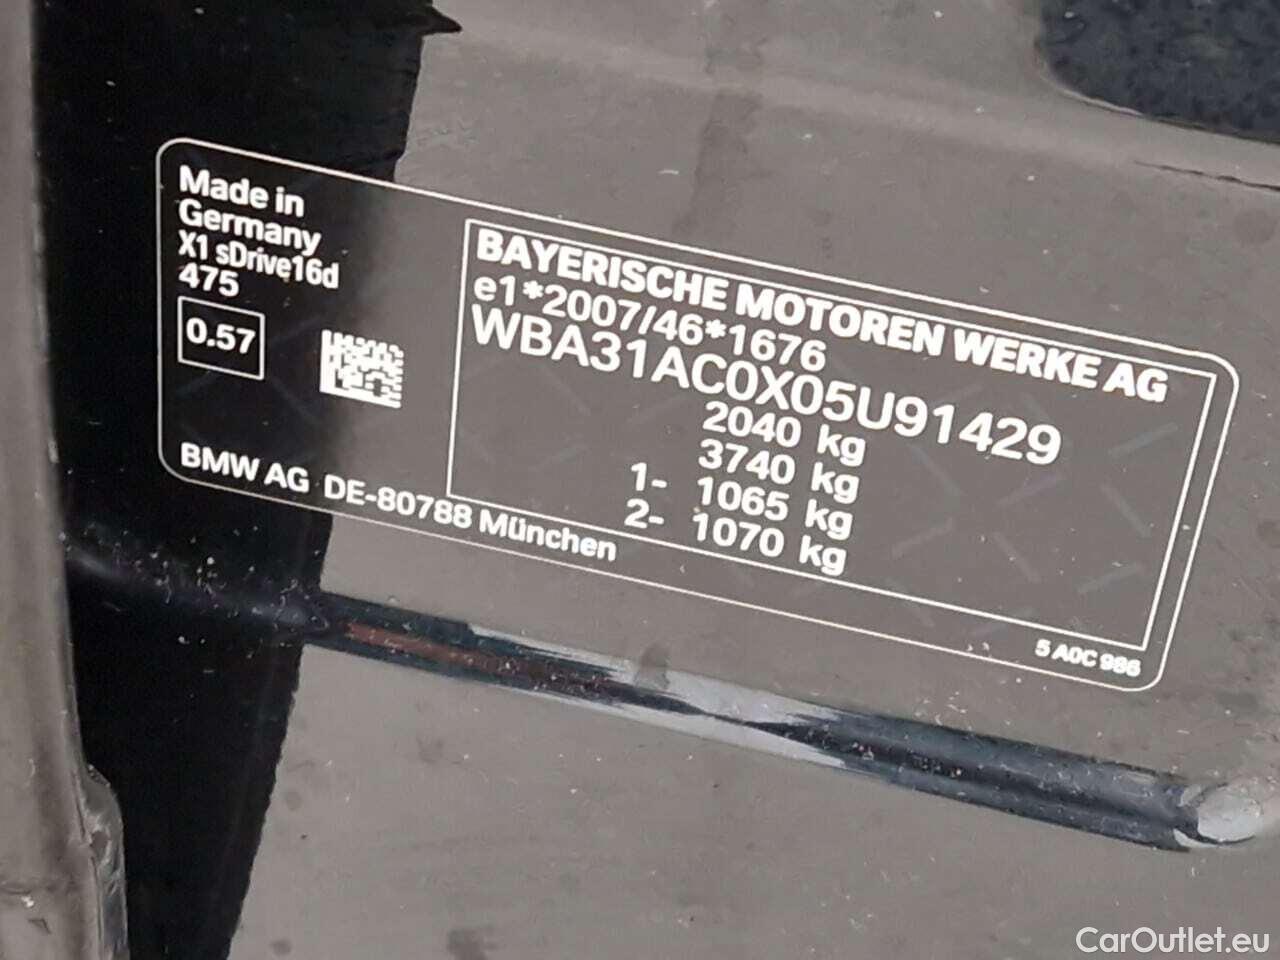 Made in
Germany
X1 sDrive16d
475
0.57
BAYERISCHE MOTOREN WERKE AG
e1*2007/46*1676
WBA31AC0X05U91429
2040 kg
3740 kg
1- 1065 kg
2- 1070 kg
BMW AG DE-80788 München
5 A0C 986
CarOutlet.eu